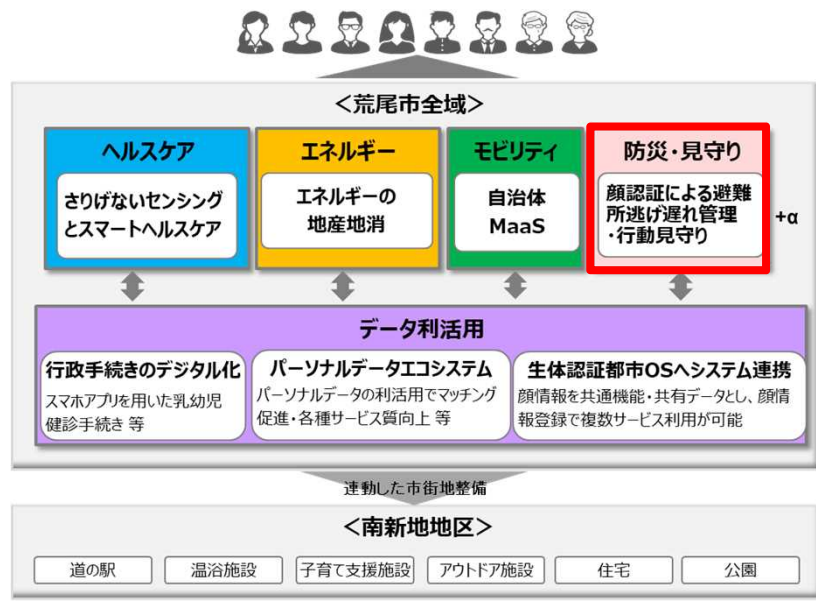 <荒尾市全域>
ヘルスケア
さりげないセンシング
とスマートヘルスケア
エネルギー
エネルギーの
地産地消
モビリティ
自治体
MaaS
防災・見守り
顔認証による避難
所逃げ遅れ管理
・行動見守り
+α
データ利活用
行政手続きのデジタル化
スマホアプリを用いた乳幼児
健診手続き 等
パーソナルデータエコシステム
パーソナルデータの利活用でマッチング
促進・各種サービス質向上 等
生体認証都市OSへシステム連携
顔情報を共通機能・共有データとし、顔情
報登録で複数サービス利用が可能
連動した市街地整備
<南新地地区>
道の駅
温浴施設
子育て支援施設
アウトドア施設
住宅
公園